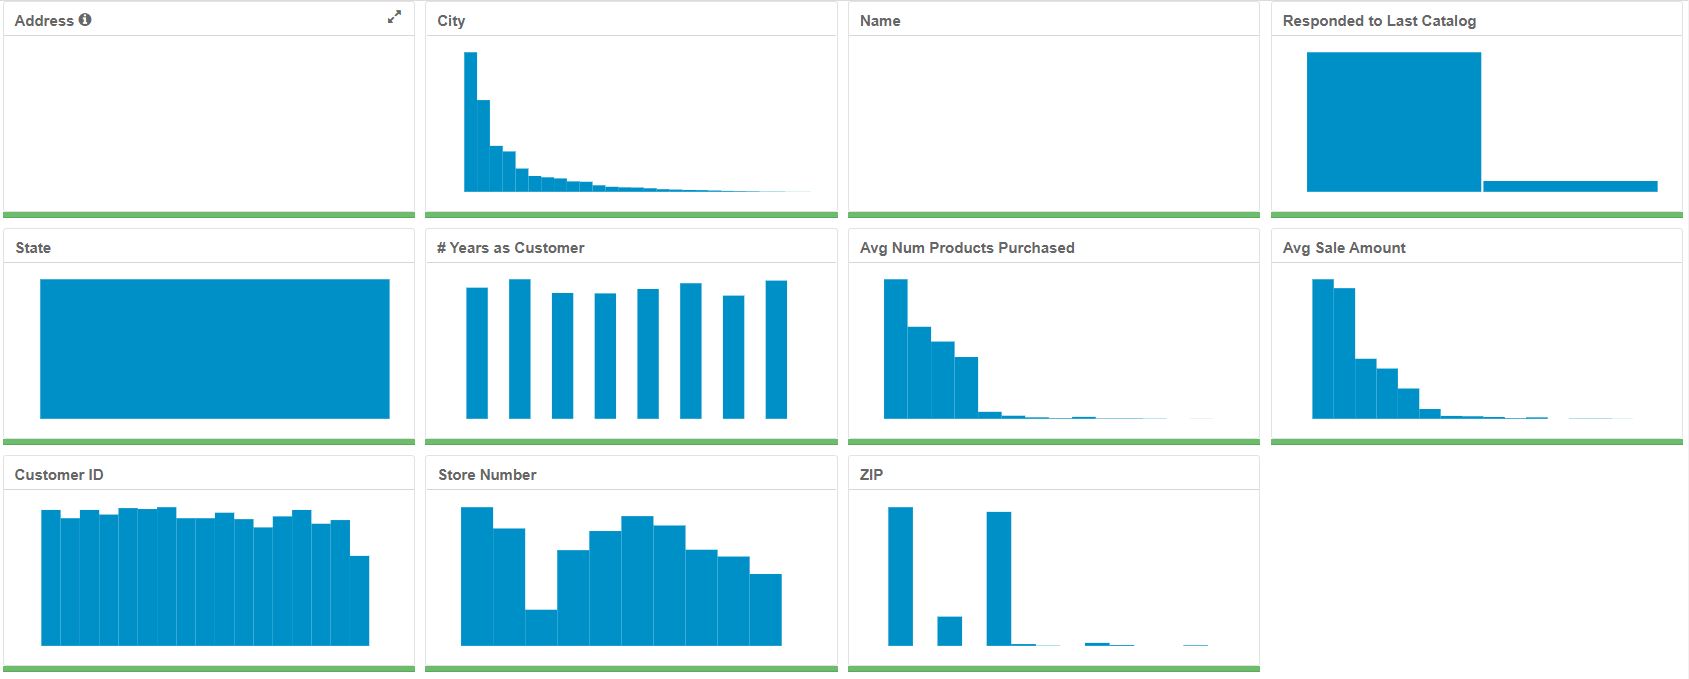 Address
City
Name
Responded to Last Catalog
State
# Years as Customer
Avg Num Products Purchased
Avg Sale Amount
Customer ID
Store Number
ZIP